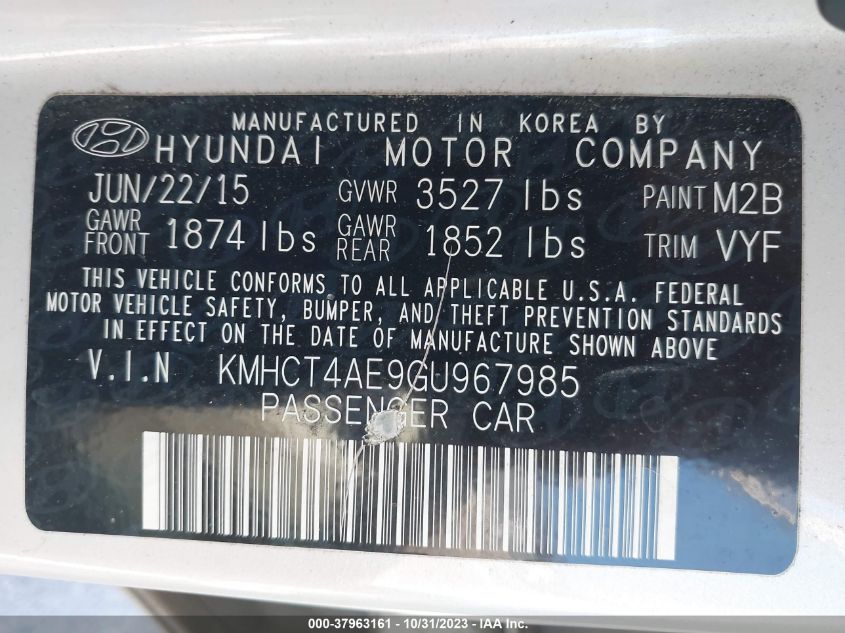 MANUFACTURED IN KOREA BY
HYUNDAI MOTOR COMPANY
JUN/22/15 GVWR 3527 lbs PAINT M2B
GAWR FRONT 1874 lbs GAWR REAR 1852 lbs TRIM VYF
THIS VEHICLE CONFORMS TO ALL APPLICABLE U.S.A. FEDERAL
MOTOR VEHICLE SAFETY, BUMPER, AND THEFT PREVENTION STANDARDS
IN EFFECT ON THE DATE OF MANUFACTURE SHOWN ABOVE
V.I.N KMHCT4AE9GU967985
PASSENGER CAR
000-37963161 - 10/31/2023 - IAA Inc.